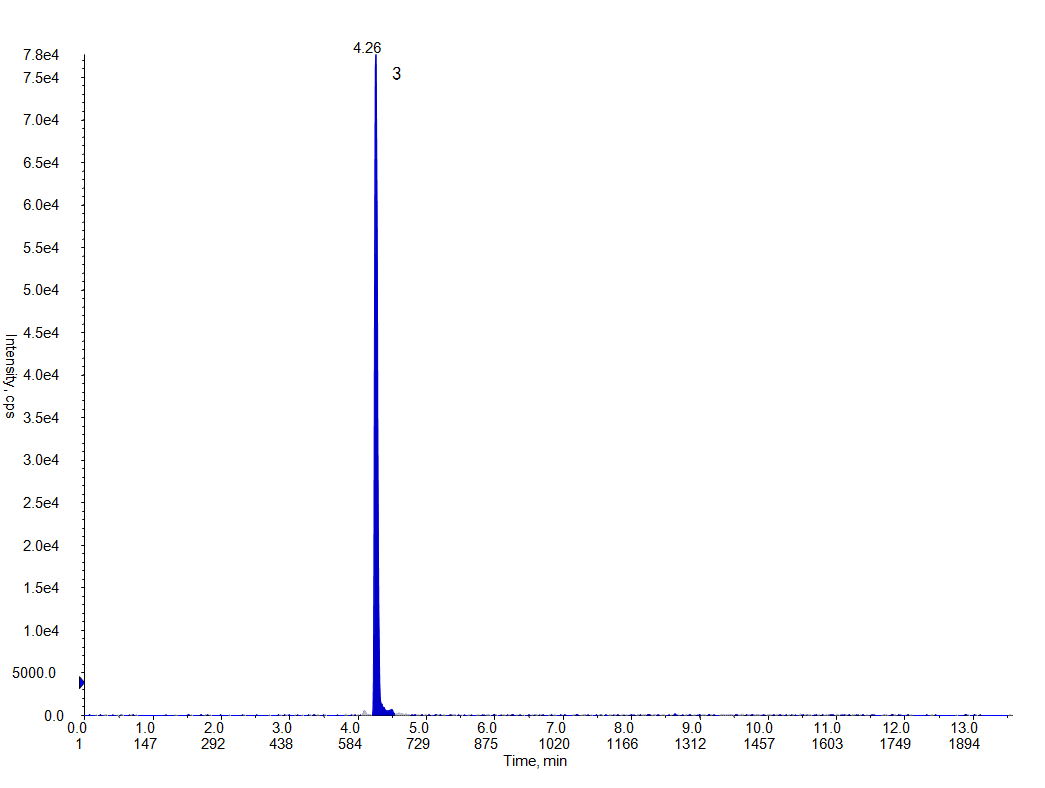 4.26
3
7.8e4
7.5e4
7.0e4
6.5e4
6.0e4
5.5e4
5.0e4
4.5e4
4.0e4
3.5e4
3.0e4
2.5e4
2.0e4
1.5e4
1.0e4
5000.0
0.0
Intensity, cps
0.0 1.0 2.0 3.0 4.0 5.0 6.0 7.0 8.0 9.0 10.0 11.0 12.0 13.0
1 147 292 438 584 729 875 1020 1166 1312 1457 1603 1749 1894
Time, min